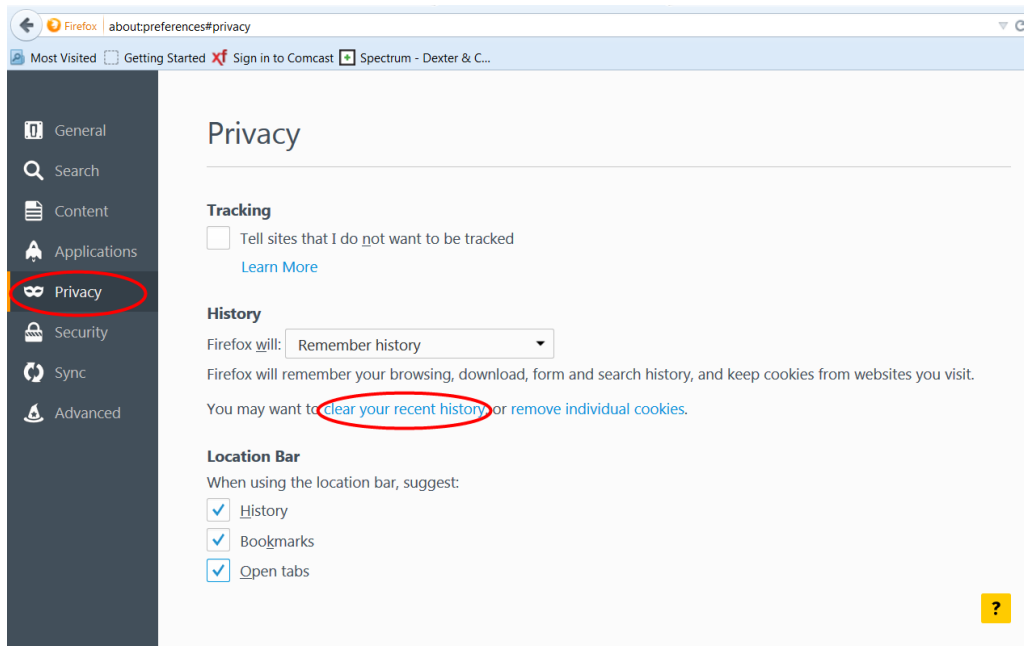 Firefox about:preferences#privacy
Most Visited Getting Started Xf Sign in to Comcast Spectrum - Dexter & C...
General
Search
Content
Applications
Privacy
Security
Sync
Advanced
Privacy
Tracking
Tell sites that I do not want to be tracked
Learn More
History
Firefox will: Remember history
Firefox will remember your browsing, download, form and search history, and keep cookies from websites you visit.
You may want to clear your recent history, or remove individual cookies.
Location Bar
When using the location bar, suggest:
History
Bookmarks
Open tabs
?